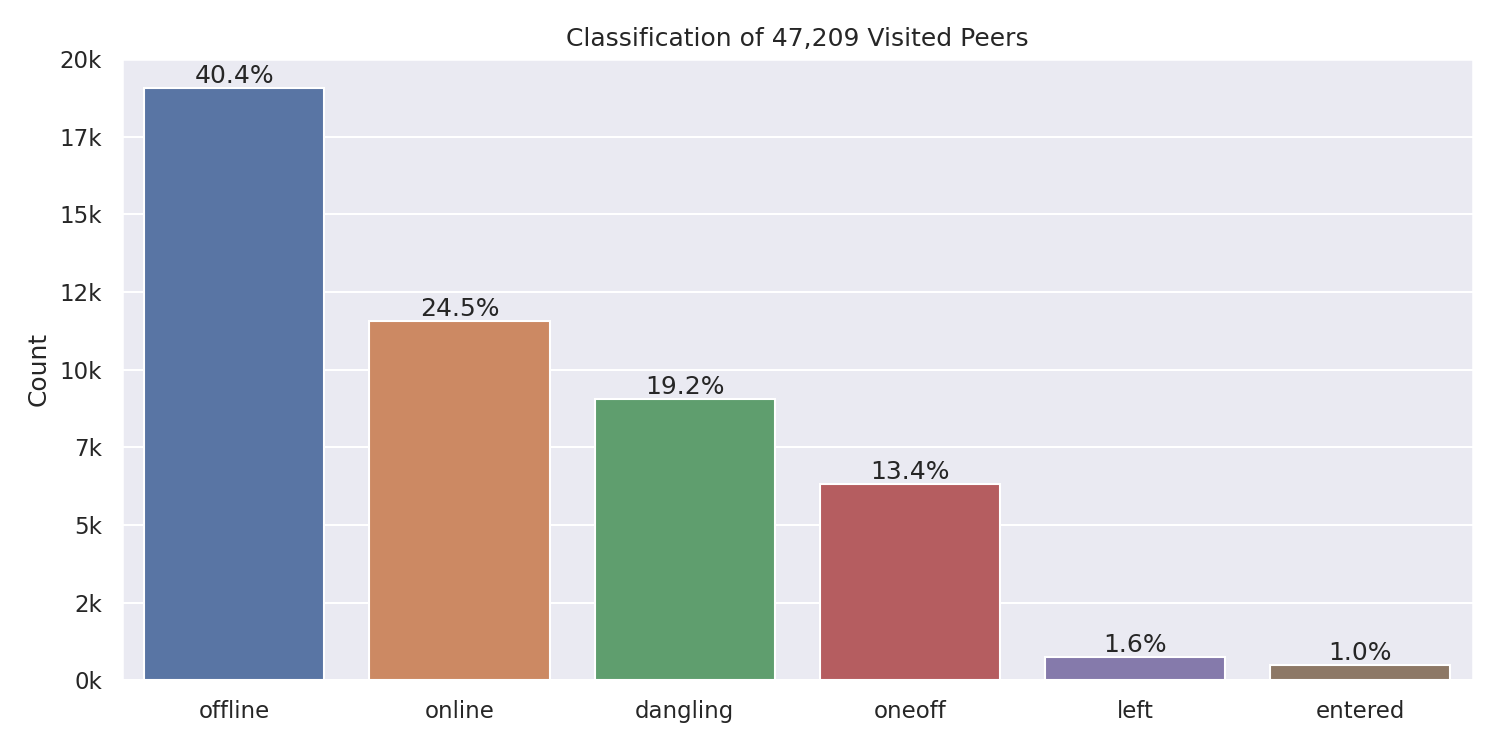 Classification of 47,209 Visited Peers
20k
17k
15k
12k
10k
7k
5k
2k
0k
Count
40.4%
24.5%
19.2%
13.4%
1.6%
1.0%
offline
online
dangling
oneoff
left
entered